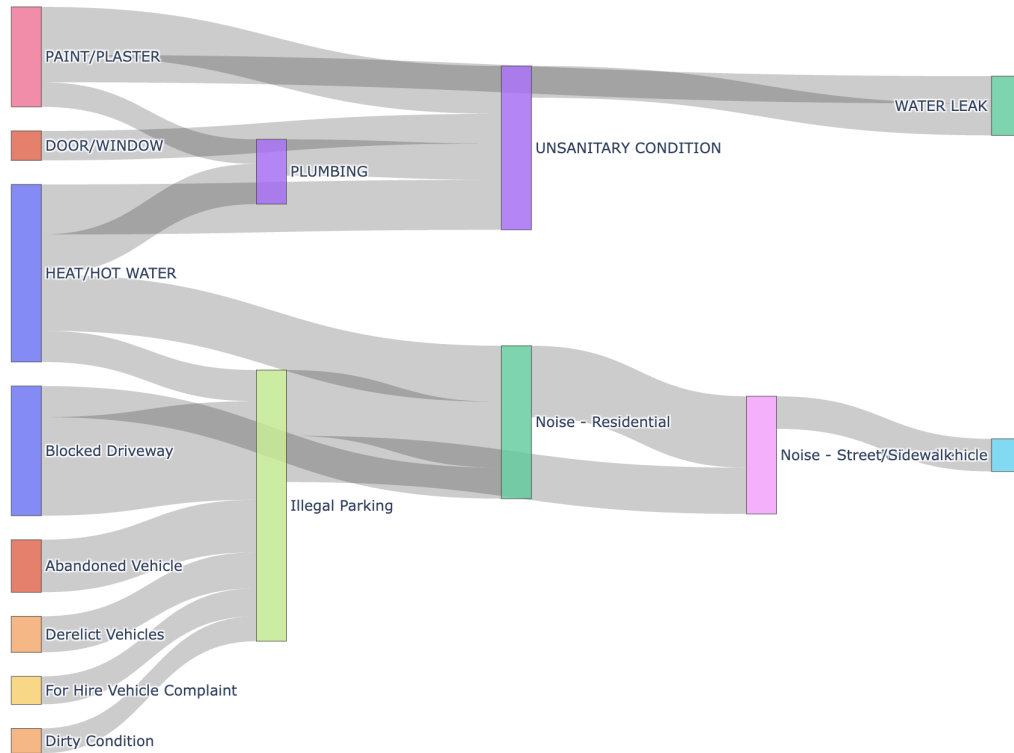 PAINT/PLASTER
WATER LEAK
DOOR/WINDOW
UNSANITARY CONDITION
PLUMBING
HEAT/HOT WATER
Noise - Residential
Blocked Driveway
Noise - Street/Sidewalk
Illegal Parking
Abandoned Vehicle
Derelict Vehicles
For Hire Vehicle Complaint
Dirty Condition